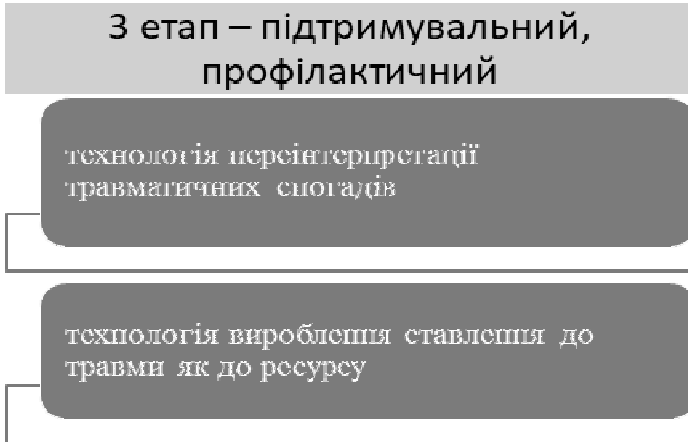 3 етап – підтримувальний,
профілактичний
технологія переінтерпретації
травматичних спогадів
технологія вироблення ставлення до
травми як до ресурсу